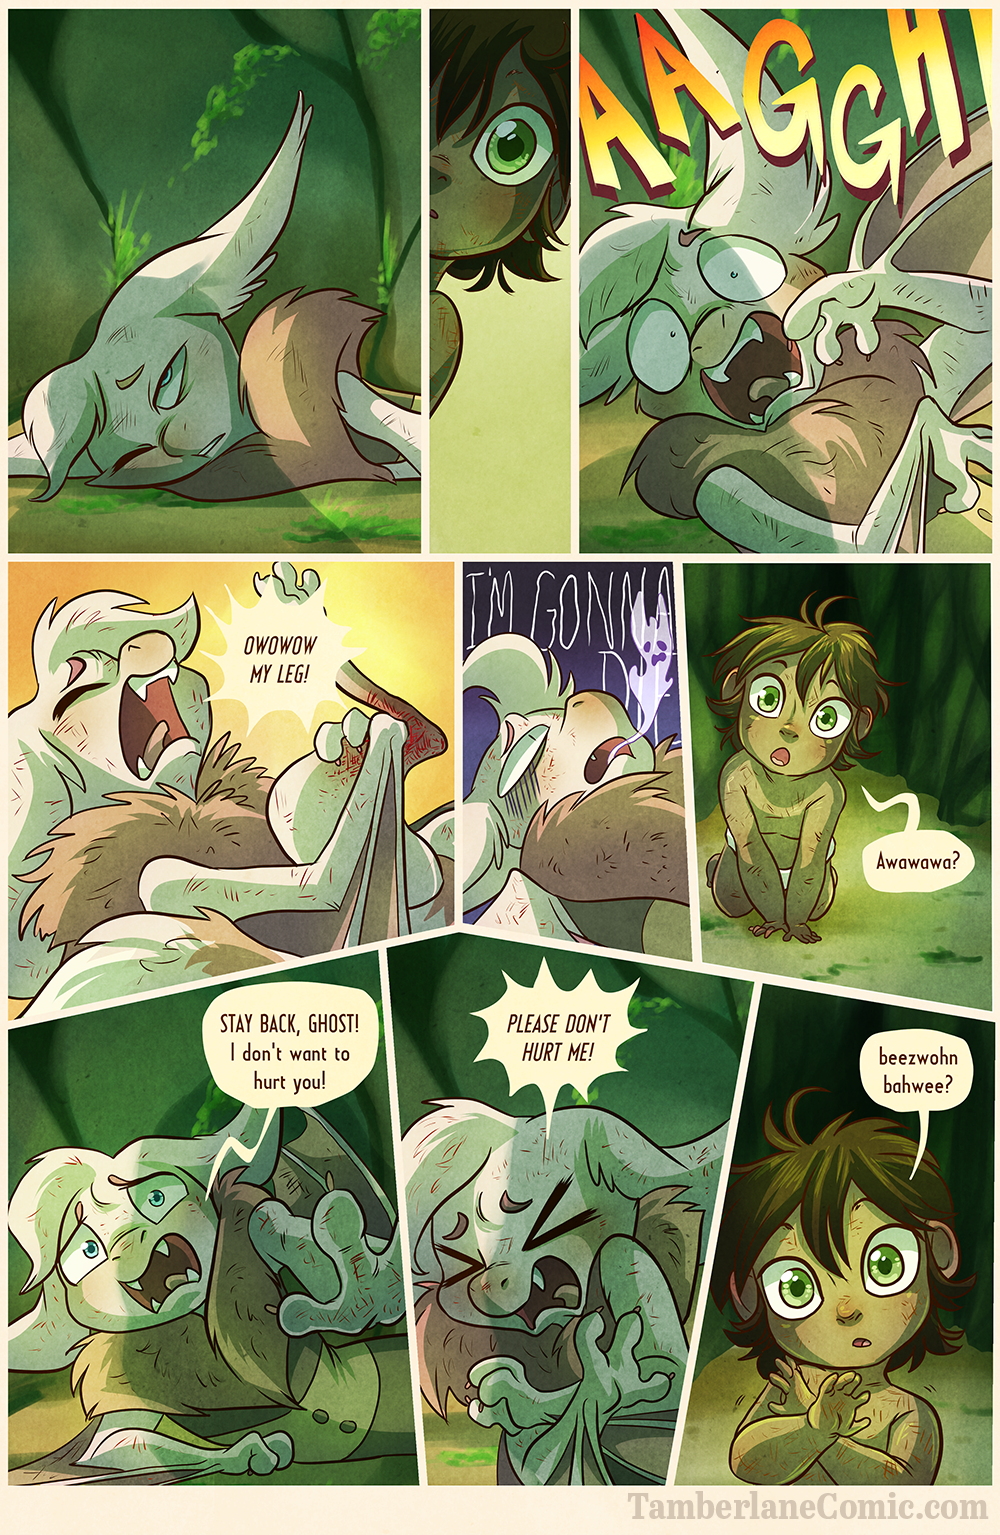 AAGGH
OWOWOW
MY LEG!
I'M GONNA
Awawawa?
STAY BACK, GHOST!
I don't want to
hurt you!
PLEASE DON'T
HURT ME!
beezwohn
bahwee?
TamberlaneComic.com